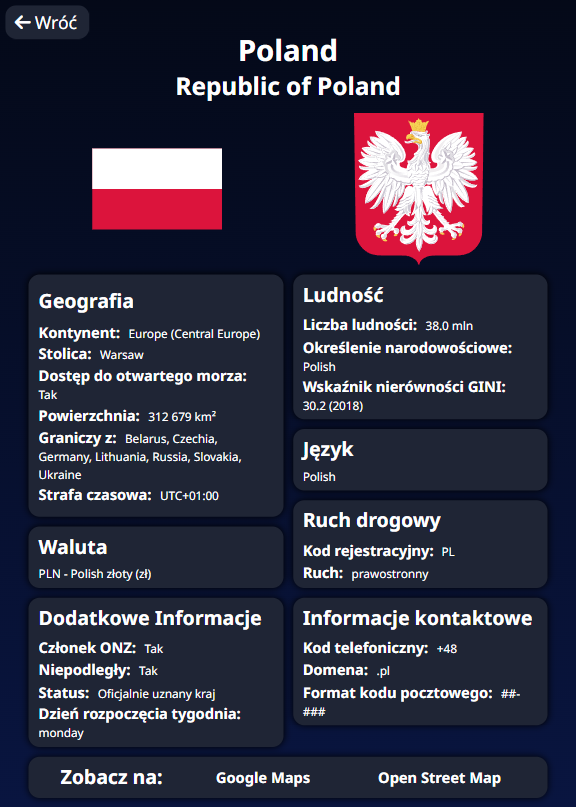 Wróć
Poland
Republic of Poland
Geografia
Kontynent: Europe (Central Europe)
Stolica: Warsaw
Dostęp do otwartego morza:
Tak
Powierzchnia: 312 679 km²
Graniczy z: Belarus, Czechia,
Germany, Lithuania, Russia, Slovakia,
Ukraine
Strafa czasowa: UTC+01:00
Waluta
PLN - Polish złoty (zł)
Dodatkowe Informacje
Członek ONZ: Tak
Niepodległy: Tak
Status: Oficjalnie uznany kraj
Dzień rozpoczęcia tygodnia:
monday
Ludność
Liczba ludności: 38.0 mln
Określenie narodowościowe:
Polish
Wskaźnik nierówności GINI:
30.2 (2018)
Język
Polish
Ruch drogowy
Kod rejestracyjny: PL
Ruch: prawostronny
Informacje kontaktowe
Kod telefoniczny: +48
Domena: .pl
Format kodu pocztowego: ##-
###
Zobacz na: Google Maps Open Street Map